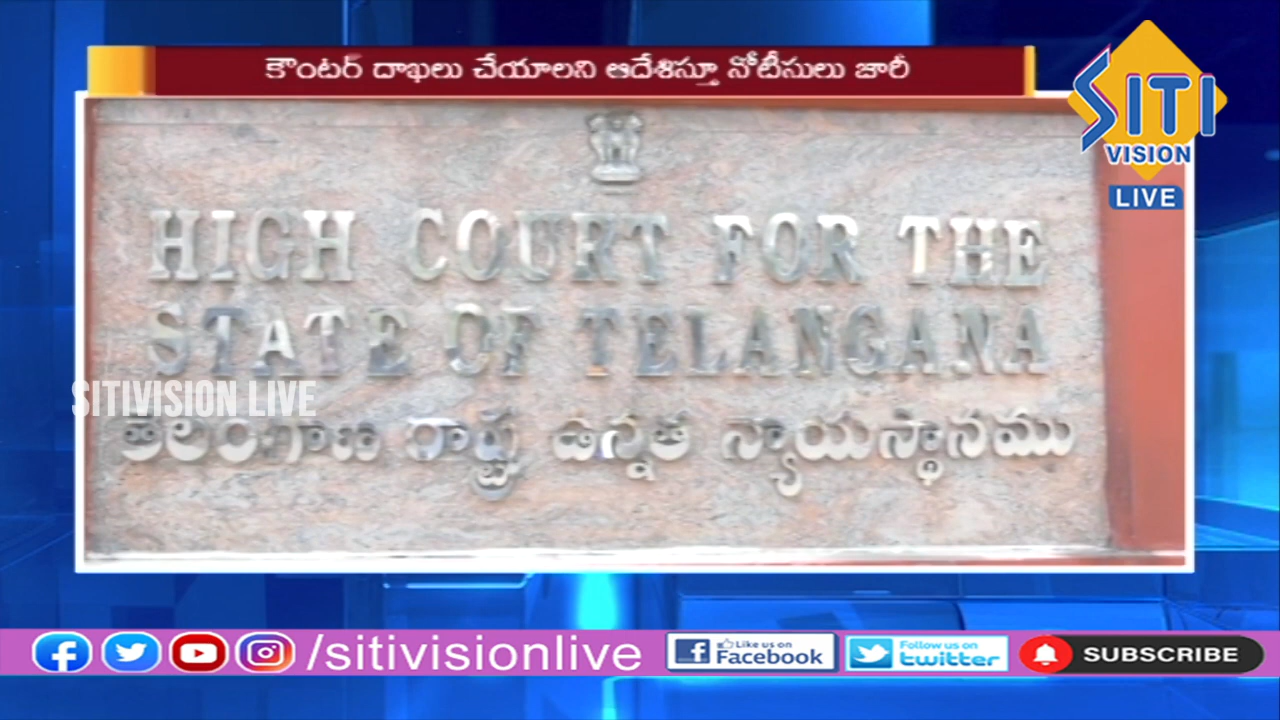 కౌంటర్ దాఖలు చేయాలని ఆదేశిస్తూ నోటీసులు జారీ
SITI
VISION
LIVE
HIGH COURT FOR THE
STATE OF TELANGANA
SITIVISION LIVE
తెలంగాణ రాష్ట్ర ఉన్నత న్యాయస్థానము
/sitivisionlive
Like us on
Facebook
Follow us on
twitter
SUBSCRIBE